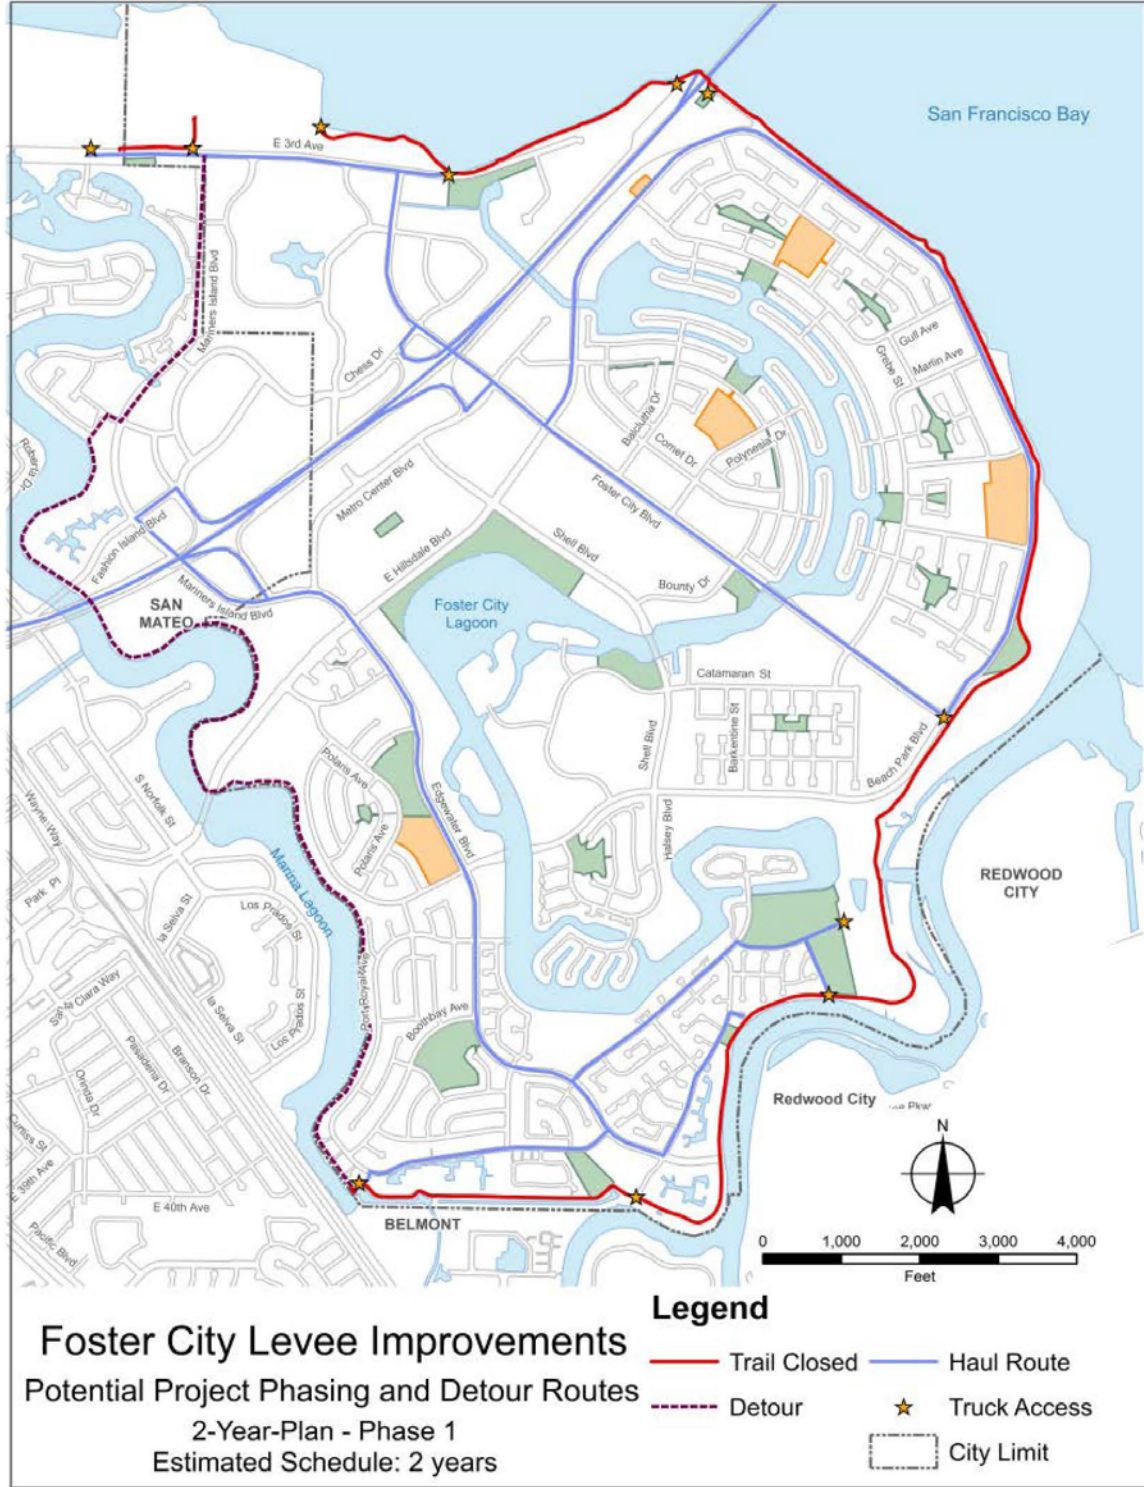 San Francisco Bay
E 3rd Ave
Mariners Island Blvd
Chess Dr
Gull Ave
Marlin Ave
Grebe St
Balclutha Dr
Comet Dr
Polynesia Dr
Metro Center Blvd
Foster City Blvd
Fashion Island Blvd
E Hillsdale Blvd
Shell Blvd
Bounty Dr
Mariners Island Blvd
SAN
MATEO
Foster City
Lagoon
Catamaran St
Barkentine St
Shell Blvd
Beach Park Blvd
Polaris Ave
Edgewater Blvd
S Norfolk St
Wayne Way
Polaris Ave
Halsey Blvd
Marina Lagoon
REDWOOD
CITY
Park Pl
la Selva St
Los Prados St
Port Royal Ave
la Selva St
Los Prados St
Boothbay Ave
Pasadena Dr
Branson Dr
Orinda Dr
Redwood City
Pkw
N
Curtiss St
E 39th Ave
E 40th Ave
Pacific Blvd
BELMONT
0 1,000 2,000 3,000 4,000
Feet
Legend
Foster City Levee Improvements
Potential Project Phasing and Detour Routes
2-Year-Plan - Phase 1
Estimated Schedule: 2 years
Trail Closed
Haul Route
Detour
Truck Access
City Limit